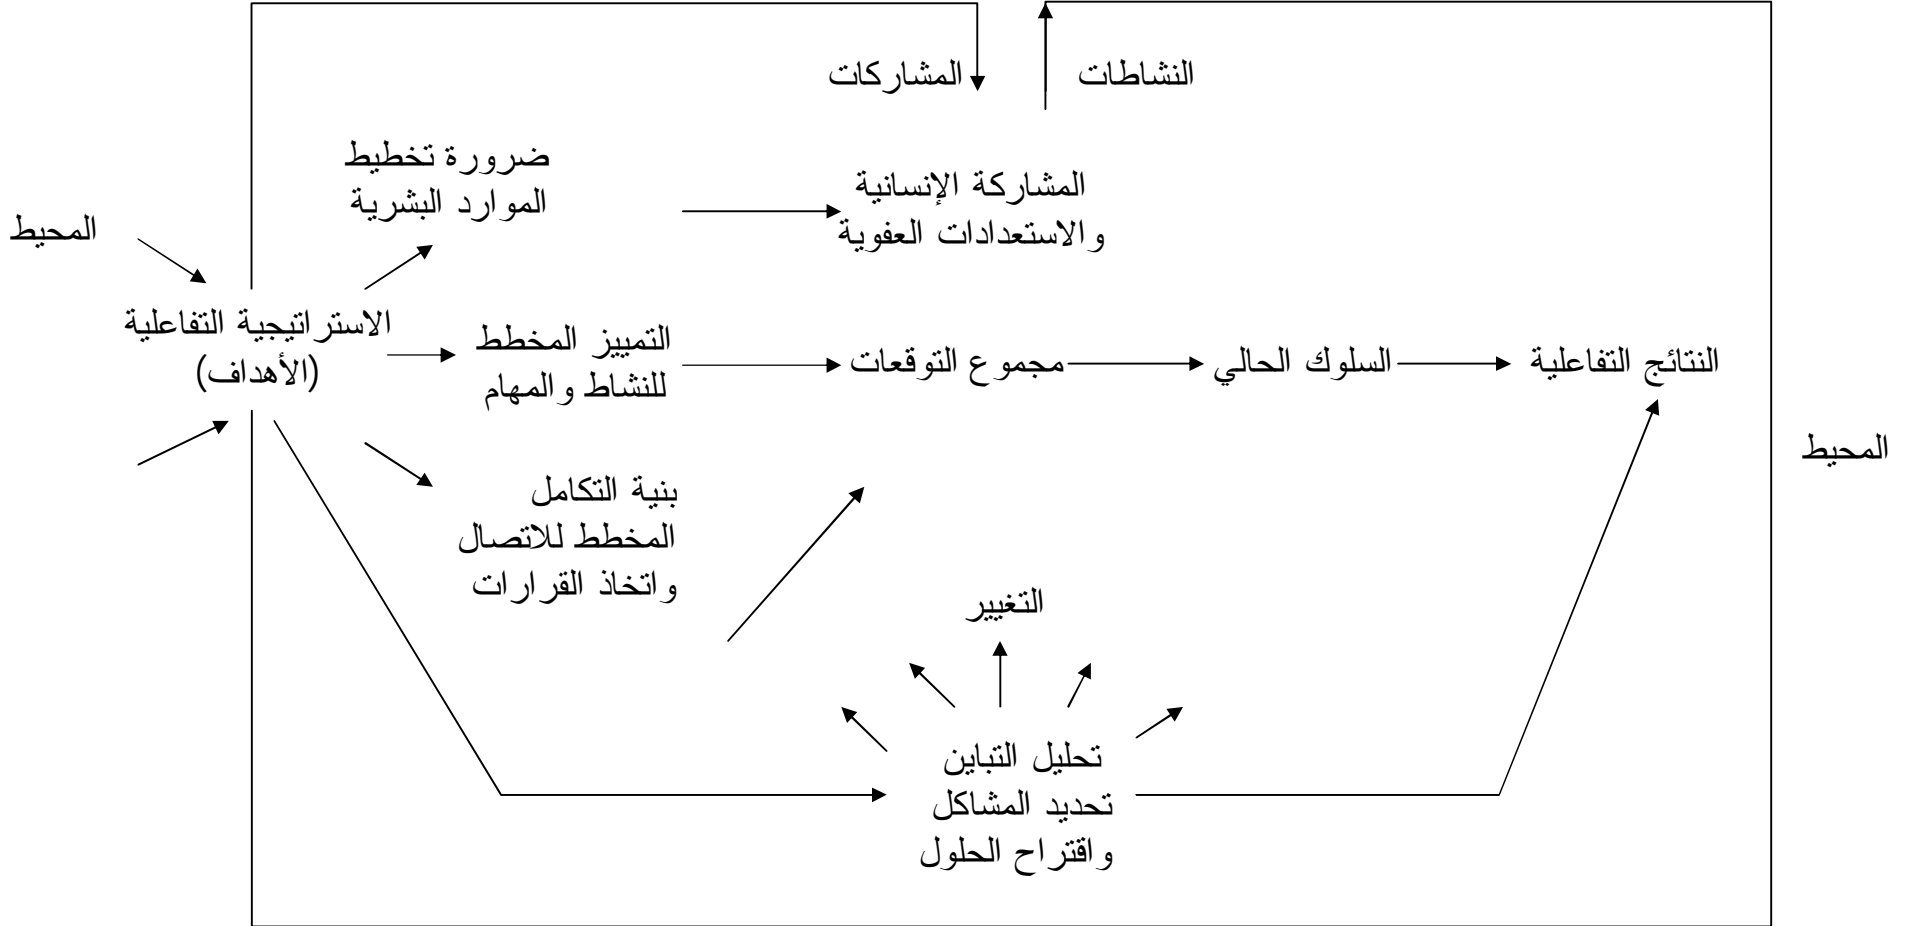 المشاركات
النشاطات
ضرورة تخطيط
الموارد البشرية
المشاركة الإنسانية
والاستعدادات العفوية
المحيط
الاستراتيجية التفاعلية
(الأهداف)
التمييز المخطط
للنشاط والمهام
مجموع التوقعات
السلوك الحالي
النتائج التفاعلية
المحيط
بنية التكامل
المخطط للاتصال
واتخاذ القرارات
التغيير
تحليل التباين
تحديد المشاكل
واقتراح الحلول